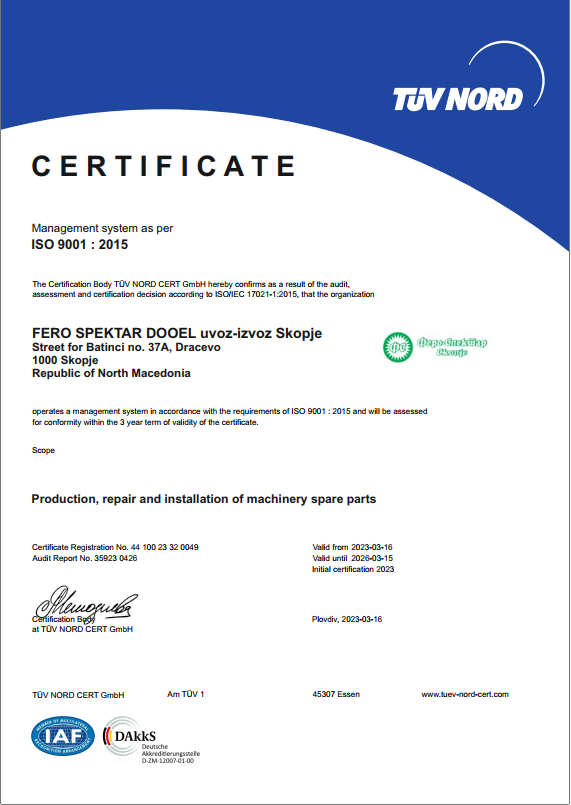 TÜV NORD
CERTIFICATE
Management system as per
ISO 9001 : 2015
The Certification Body TÜV NORD CERT GmbH hereby confirms as a result of the audit,
assessment and certification decision according to ISO/IEC 17021-1:2015, that the organization
FERO SPEKTAR DOOEL uvoz-izvoz Skopje
Street for Batinci no. 37A, Dracevo
1000 Skopje
Republic of North Macedonia
ФС
Феро-Спектар
Скопје
operates a management system in accordance with the requirements of ISO 9001 : 2015 and will be assessed
for conformity within the 3 year term of validity of the certificate.
Scope
Production, repair and installation of machinery spare parts
Certificate Registration No. 44 100 23 32 0049
Audit Report No. 35923 0426
Valid from 2023-03-16
Valid until 2026-03-15
Initial certification 2023
Certification Body
at TÜV NORD CERT GmbH
Plovdiv, 2023-03-16
TÜV NORD CERT GmbH Am TÜV 1 45307 Essen www.tuev-nord-cert.com
MEMBER OF MULTILATERAL
IAF
RECOGNITION ARRANGEMENT
DAkkS
Deutsche
Akkreditierungsstelle
D-ZM-12007-01-00